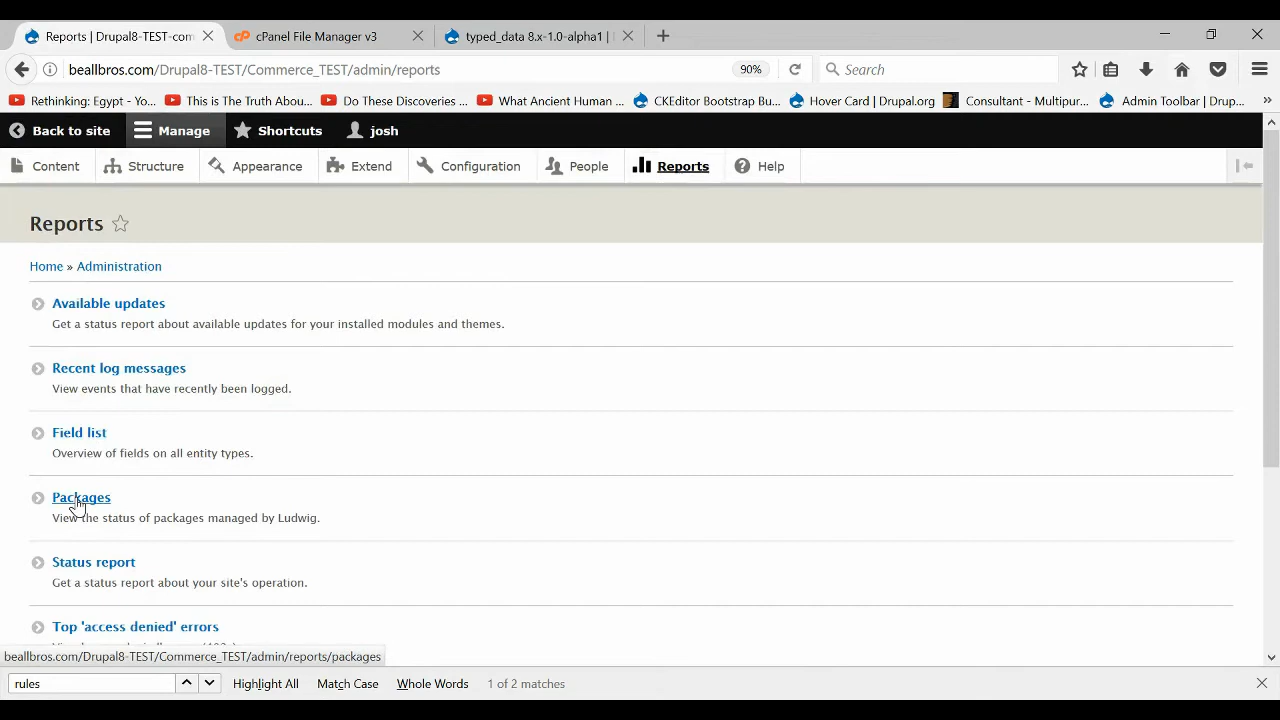 Reports | Drupal8-TEST-com
cPanel File Manager v3
typed_data 8.x-1.0-alpha1 |
beallbros.com/Drupal8-TEST/Commerce_TEST/admin/reports
90%
Search
Rethinking: Egypt - Yo...
This is The Truth Abou...
Do These Discoveries ...
What Ancient Human ...
CKEditor Bootstrap Bu...
Hover Card | Drupal.org
Consultant - Multipur...
Admin Toolbar | Drup...
Back to site
Manage
Shortcuts
josh
Content
Structure
Appearance
Extend
Configuration
People
Reports
Help
Reports
Home » Administration
Available updates
Get a status report about available updates for your installed modules and themes.
Recent log messages
View events that have recently been logged.
Field list
Overview of fields on all entity types.
Packages
View the status of packages managed by Ludwig.
Status report
Get a status report about your site's operation.
Top 'access denied' errors
beallbros.com/Drupal8-TEST/Commerce_TEST/admin/reports/packages
rules
Highlight All
Match Case
Whole Words
1 of 2 matches